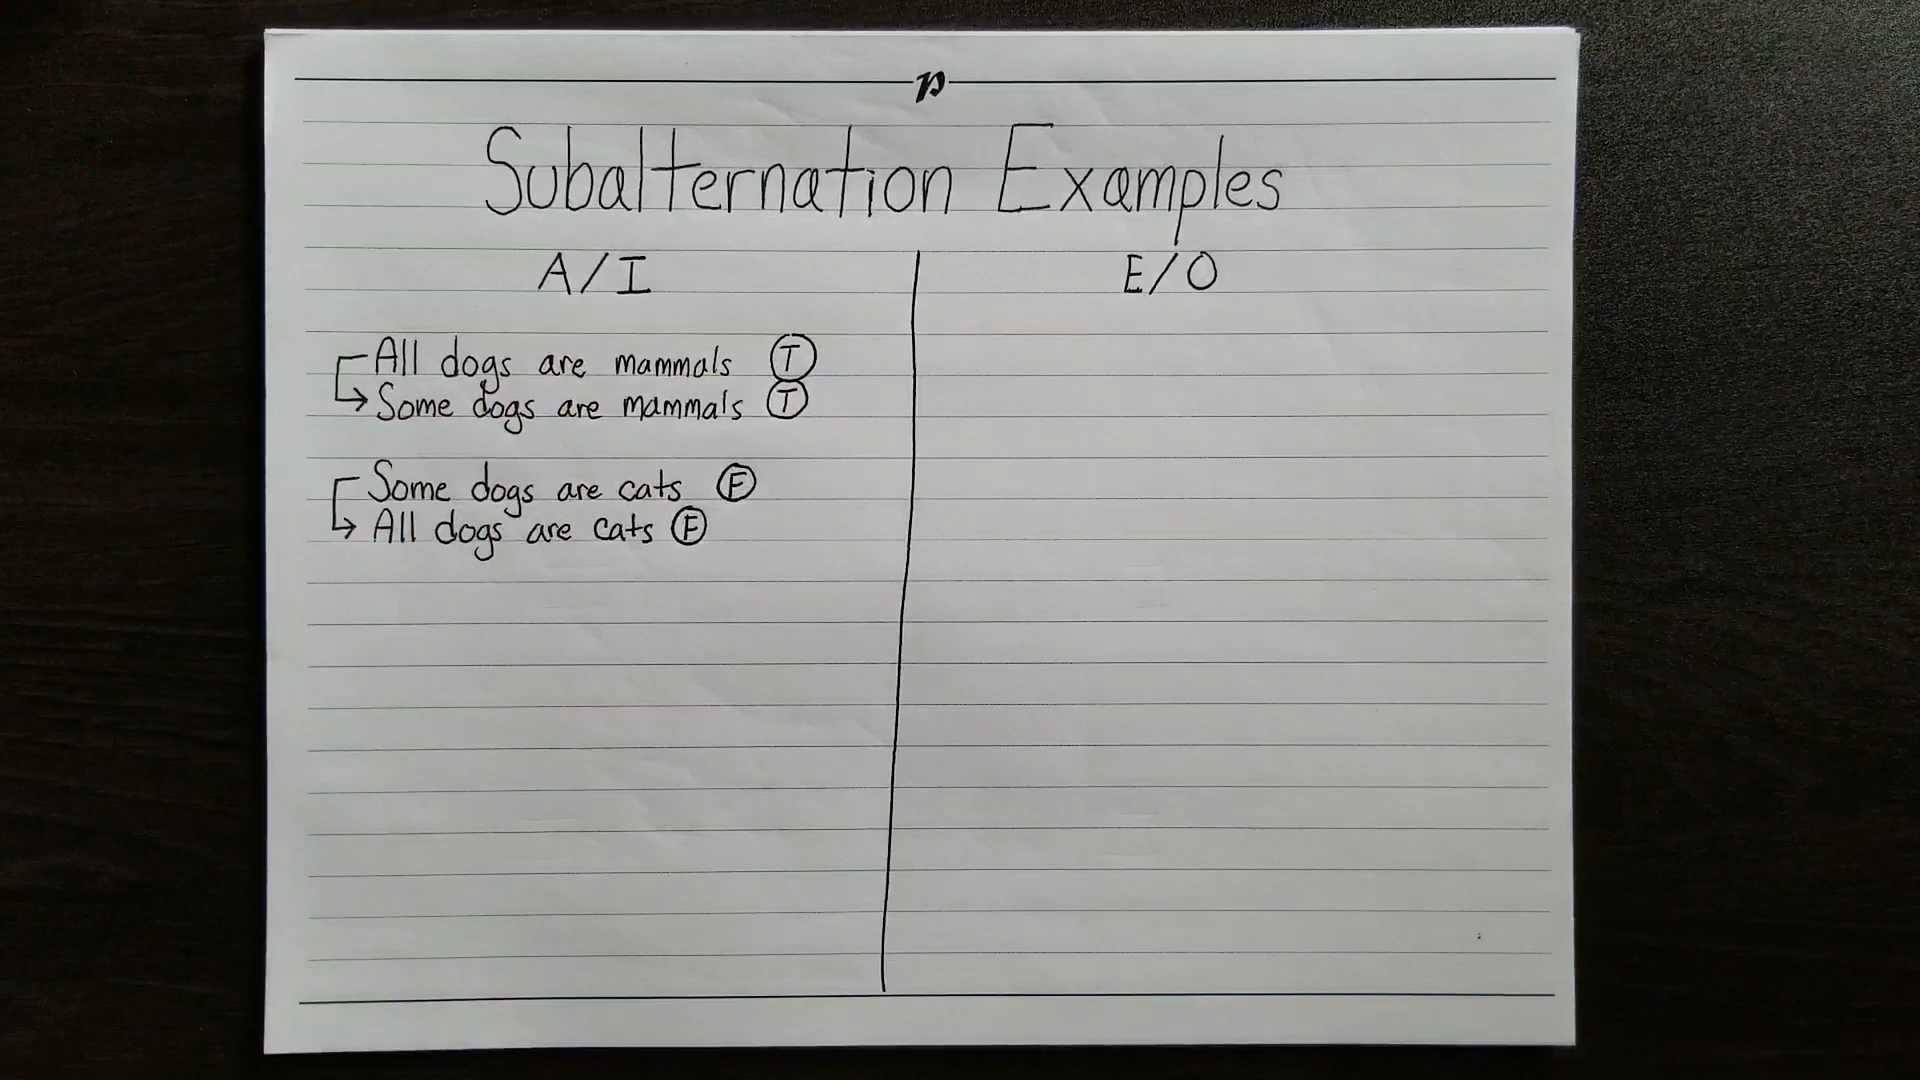 Subalternation Examples
A/I
E/O
All dogs are mammals T
Some dogs are mammals T
Some dogs are cats F
All dogs are cats F